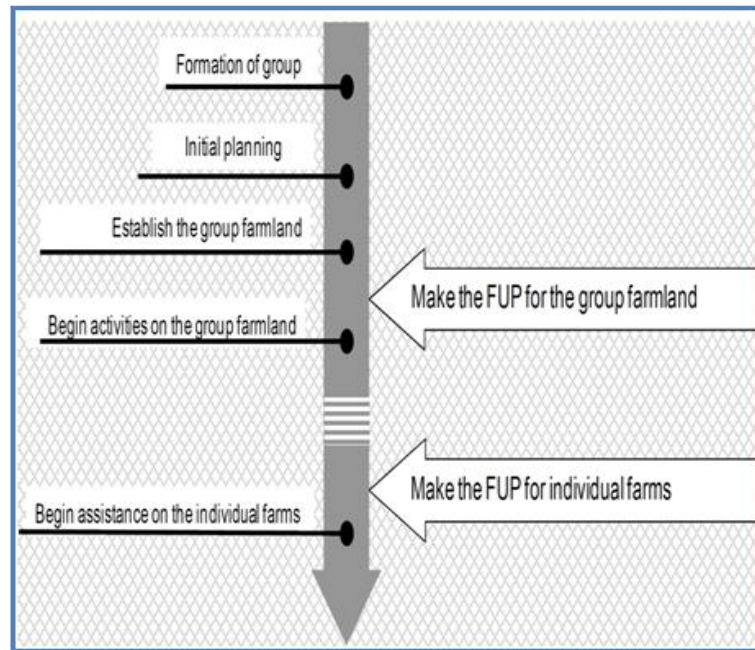 Formation of group
Initial planning
Establish the group farmland
Make the FUP for the group farmland
Begin activities on the group farmland
Make the FUP for individual farms
Begin assistance on the individual farms